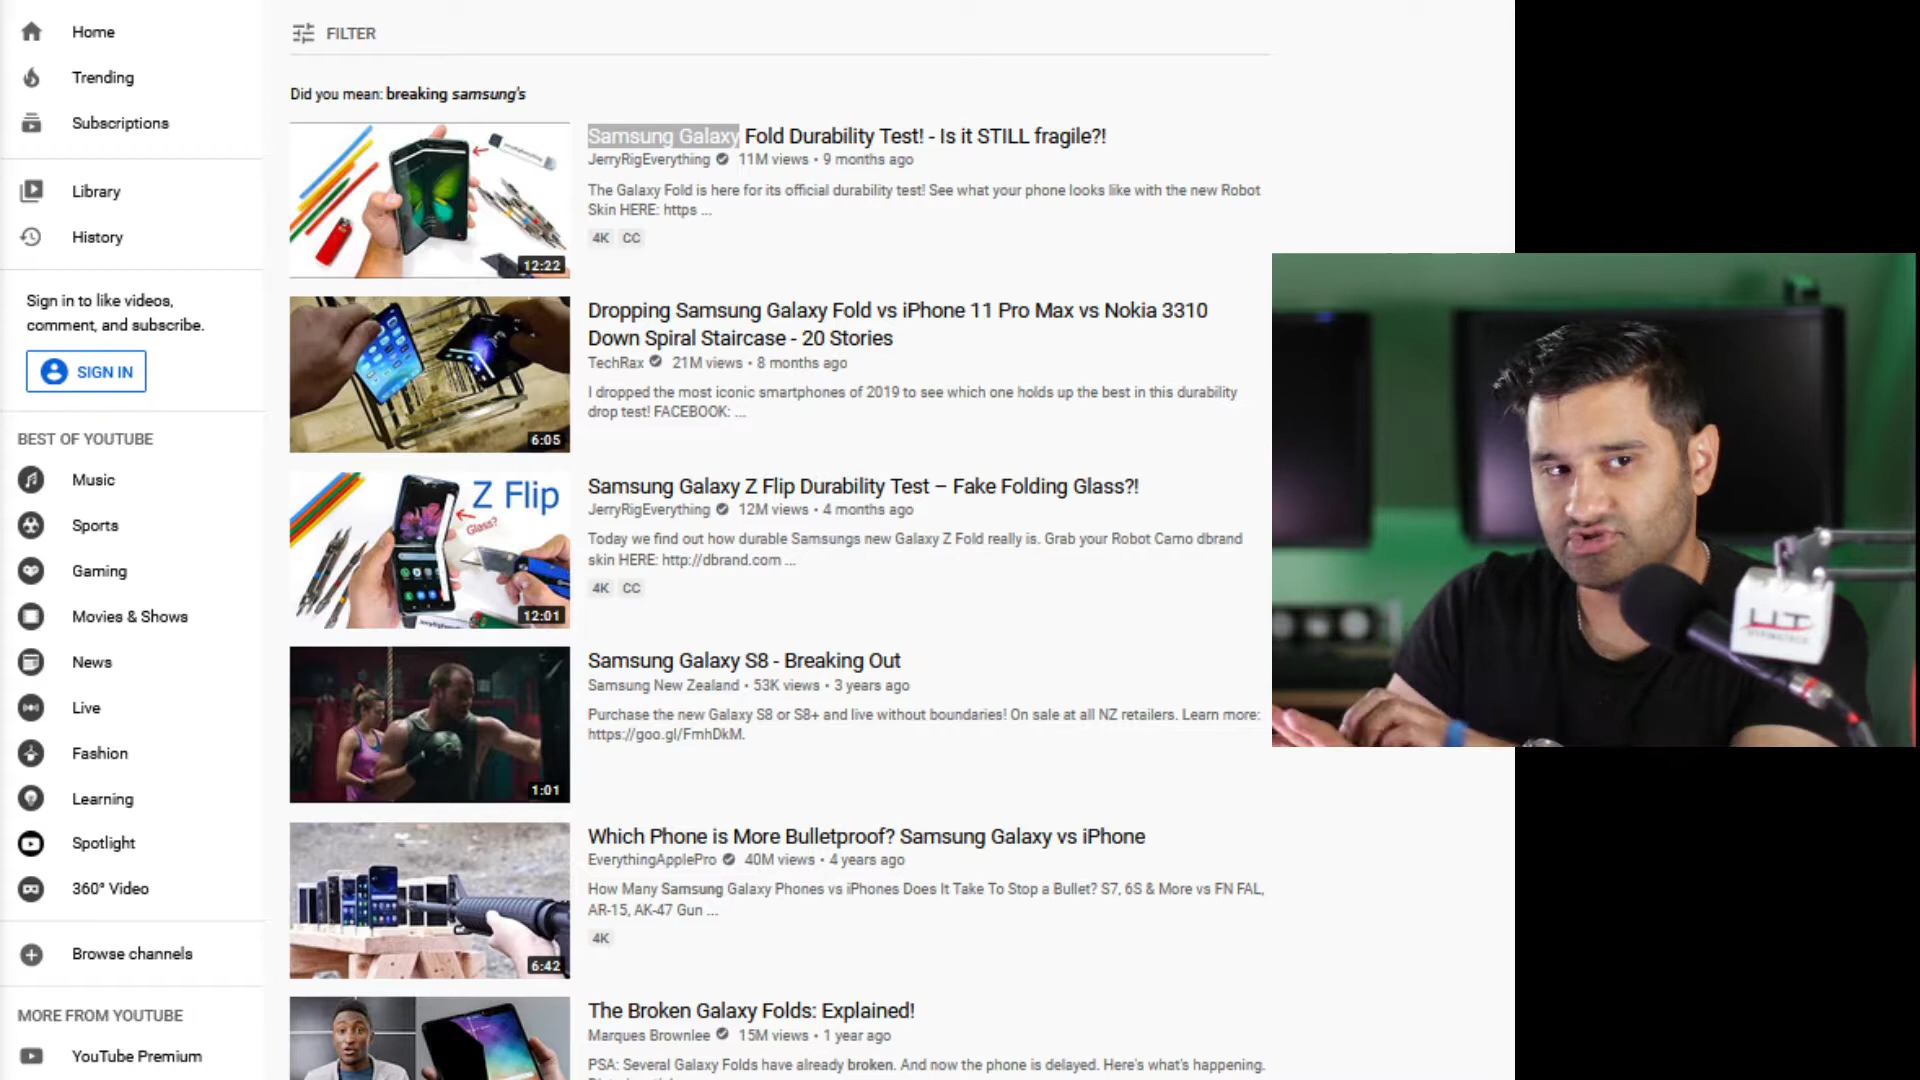 Home
Trending
Subscriptions
Library
History
Sign in to like videos,
comment, and subscribe.
SIGN IN
BEST OF YOUTUBE
Music
Sports
Gaming
Movies & Shows
News
Live
Fashion
Learning
Spotlight
360° Video
Browse channels
MORE FROM YOUTUBE
YouTube Premium
FILTER
Did you mean: breaking samsung's
12:22
Samsung Galaxy Fold Durability Test! - Is it STILL fragile?!
JerryRigEverything 11M views • 9 months ago
The Galaxy Fold is here for its official durability test! See what your phone looks like with the new Robot
Skin HERE: https ...
4K CC
6:05
Dropping Samsung Galaxy Fold vs iPhone 11 Pro Max vs Nokia 3310
Down Spiral Staircase - 20 Stories
TechRax 21M views • 8 months ago
I dropped the most iconic smartphones of 2019 to see which one holds up the best in this durability
drop test! FACEBOOK: ...
Z Flip
Glass?
12:01
Samsung Galaxy Z Flip Durability Test – Fake Folding Glass?!
JerryRigEverything 12M views • 4 months ago
Today we find out how durable Samsungs new Galaxy Z Fold really is. Grab your Robot Camo dbrand
skin HERE: http://dbrand.com ...
4K CC
1:01
Samsung Galaxy S8 - Breaking Out
Samsung New Zealand • 53K views • 3 years ago
Purchase the new Galaxy S8 or S8+ and live without boundaries! On sale at all NZ retailers. Learn more:
https://goo.gl/FmhDkM.
6:42
Which Phone is More Bulletproof? Samsung Galaxy vs iPhone
EverythingApplePro 40M views • 4 years ago
How Many Samsung Galaxy Phones vs iPhones Does It Take To Stop a Bullet? S7, 6S & More vs FN FAL,
AR-15, AK-47 Gun ...
4K
The Broken Galaxy Folds: Explained!
Marques Brownlee 15M views • 1 year ago
PSA: Several Galaxy Folds have already broken. And now the phone is delayed. Here's what's happening.